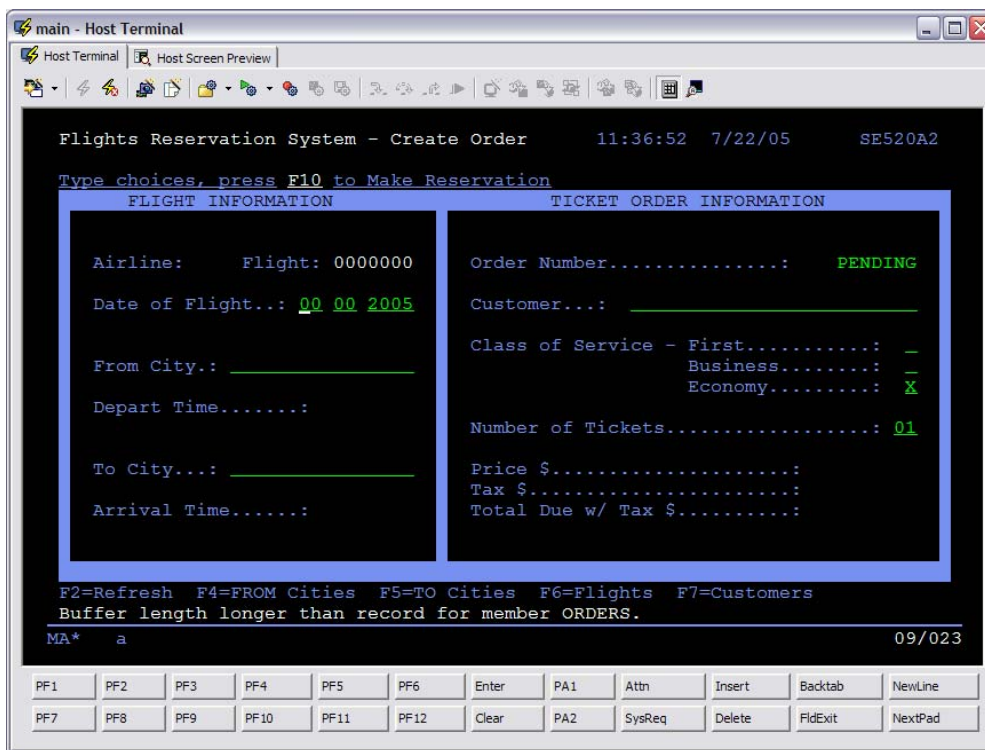 main - Host Terminal
Host Terminal Host Screen Preview
Flights Reservation System - Create Order 11:36:52 7/22/05 SE520A2
Type choices, press F10 to Make Reservation
FLIGHT INFORMATION TICKET ORDER INFORMATION
Airline: Flight: 0000000 Order Number...............: PENDING
Date of Flight..: 00 00 2005 Customer...: 
Class of Service - First...........: _
From City.: Business........: _
Economy.........: X
Depart Time.......:
Number of Tickets..................: 01
To City...: Price $.....................:
Tax $.......................:
Arrival Time......: Total Due w/ Tax $..........:
F2=Refresh F4=FROM Cities F5=TO Cities F6=Flights F7=Customers
Buffer length longer than record for member ORDERS.
MA* a 09/023
PF1 PF2 PF3 PF4 PF5 PF6 Enter PA1 Attn Insert Backtab NewLine
PF7 PF8 PF9 PF10 PF11 PF12 Clear PA2 SysReq Delete FldExit NextPad